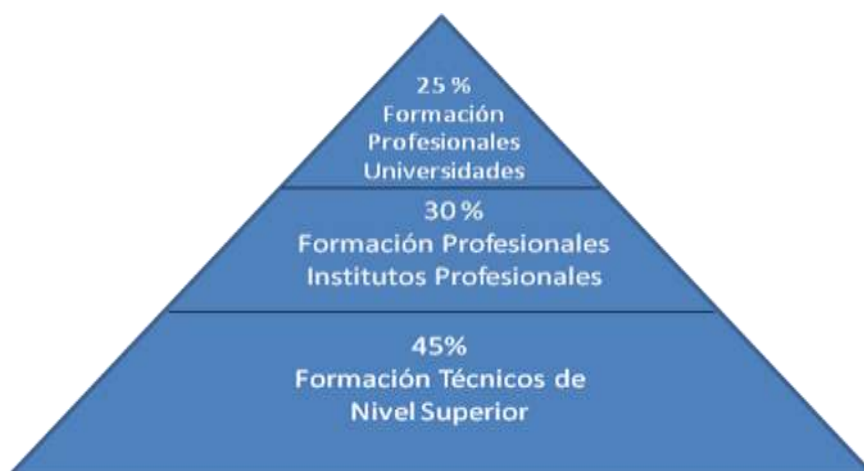 25 %
Formación
Profesionales
Universidades
30 %
Formación Profesionales
Institutos Profesionales
45%
Formación Técnicos de
Nivel Superior